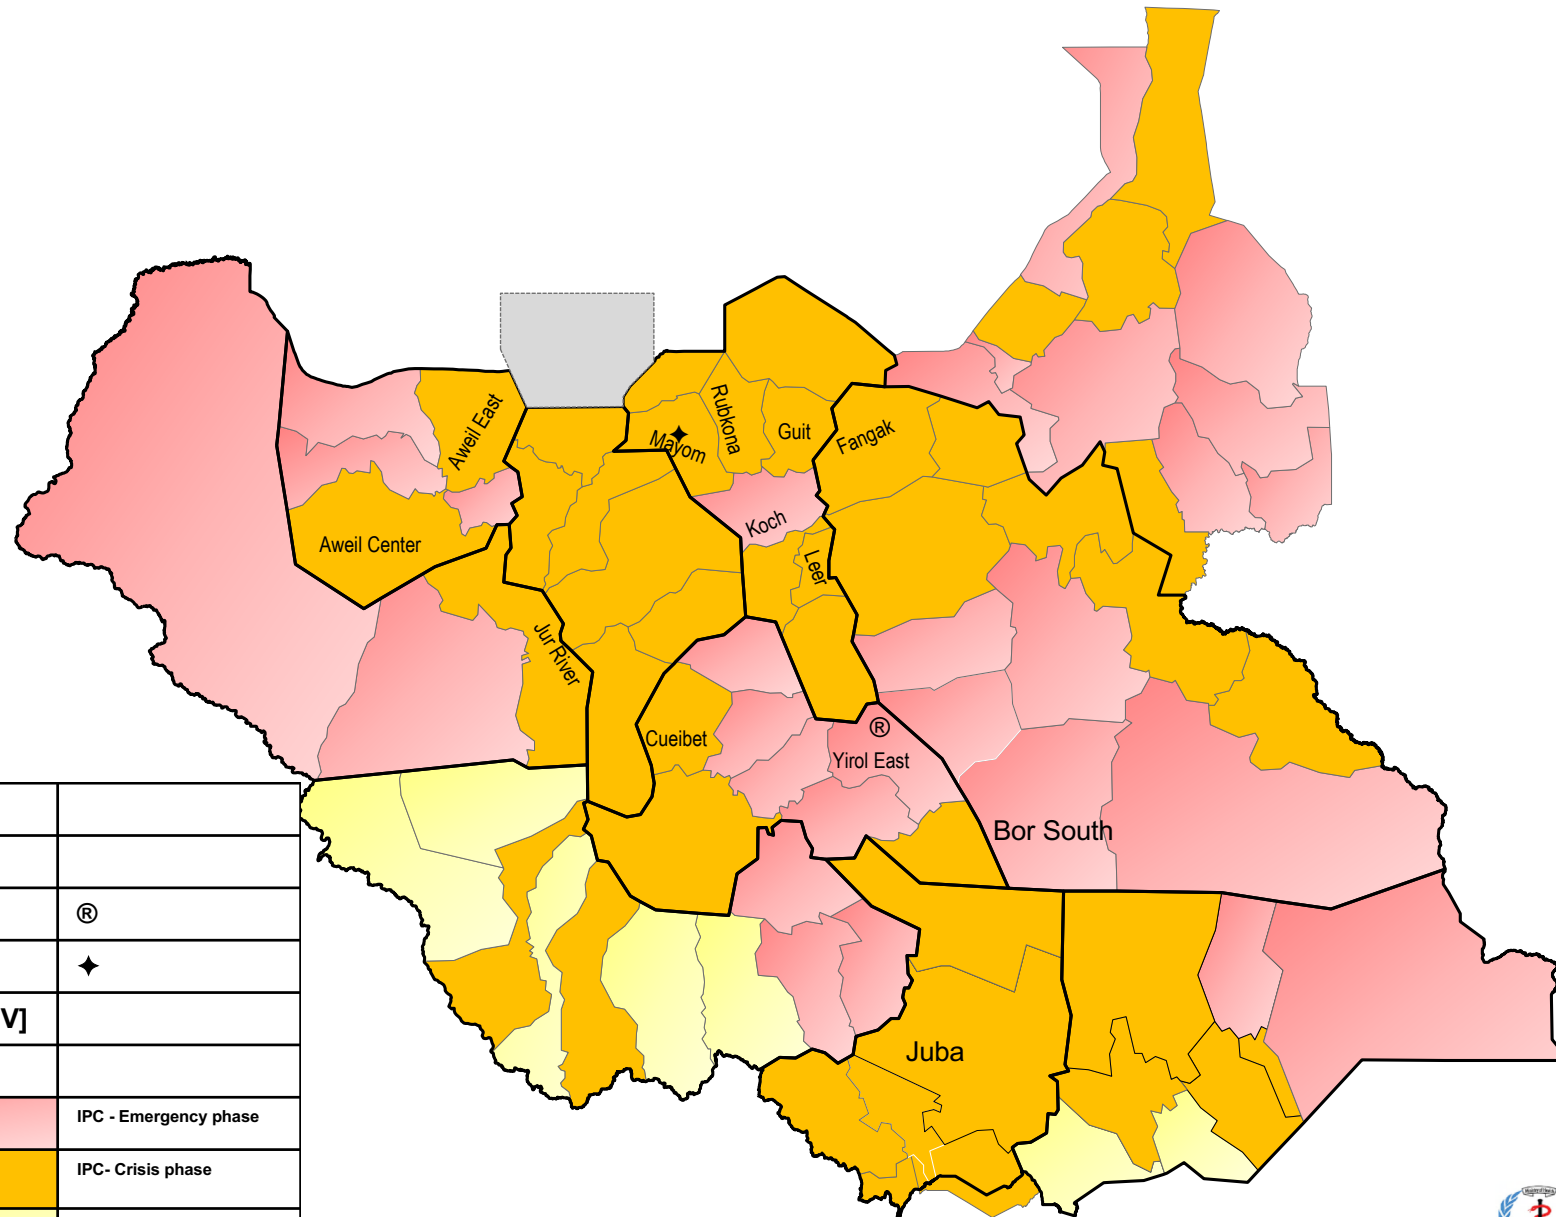 Aweil East
Rubkona
Guit
Fangak
Mayom
Koch
Aweil Center
Leer
Jur River
Cueibet
®
Yirol East
Bor South
Juba
®
✦
V]
IPC - Emergency phase
IPC- Crisis phase